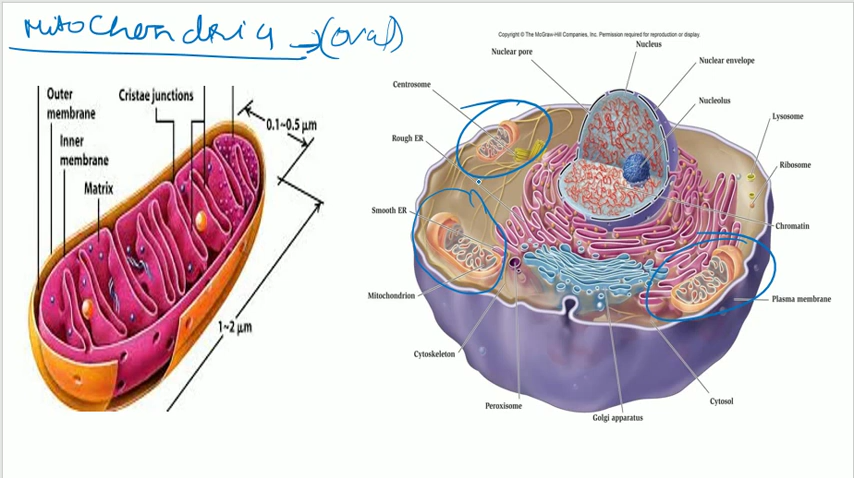 Mitochondria → (oval)
Outer
membrane
Inner
membrane
Matrix
Cristae junctions
0.1~0.5 μm
1~2 μm
Copyright © The McGraw-Hill Companies, Inc. Permission required for reproduction or display.
Nucleus
Nuclear pore
Nuclear envelope
Centrosome
Nucleolus
Lysosome
Rough ER
Ribosome
Smooth ER
Chromatin
Mitochondrion
Plasma membrane
Cytoskeleton
Peroxisome
Golgi apparatus
Cytosol